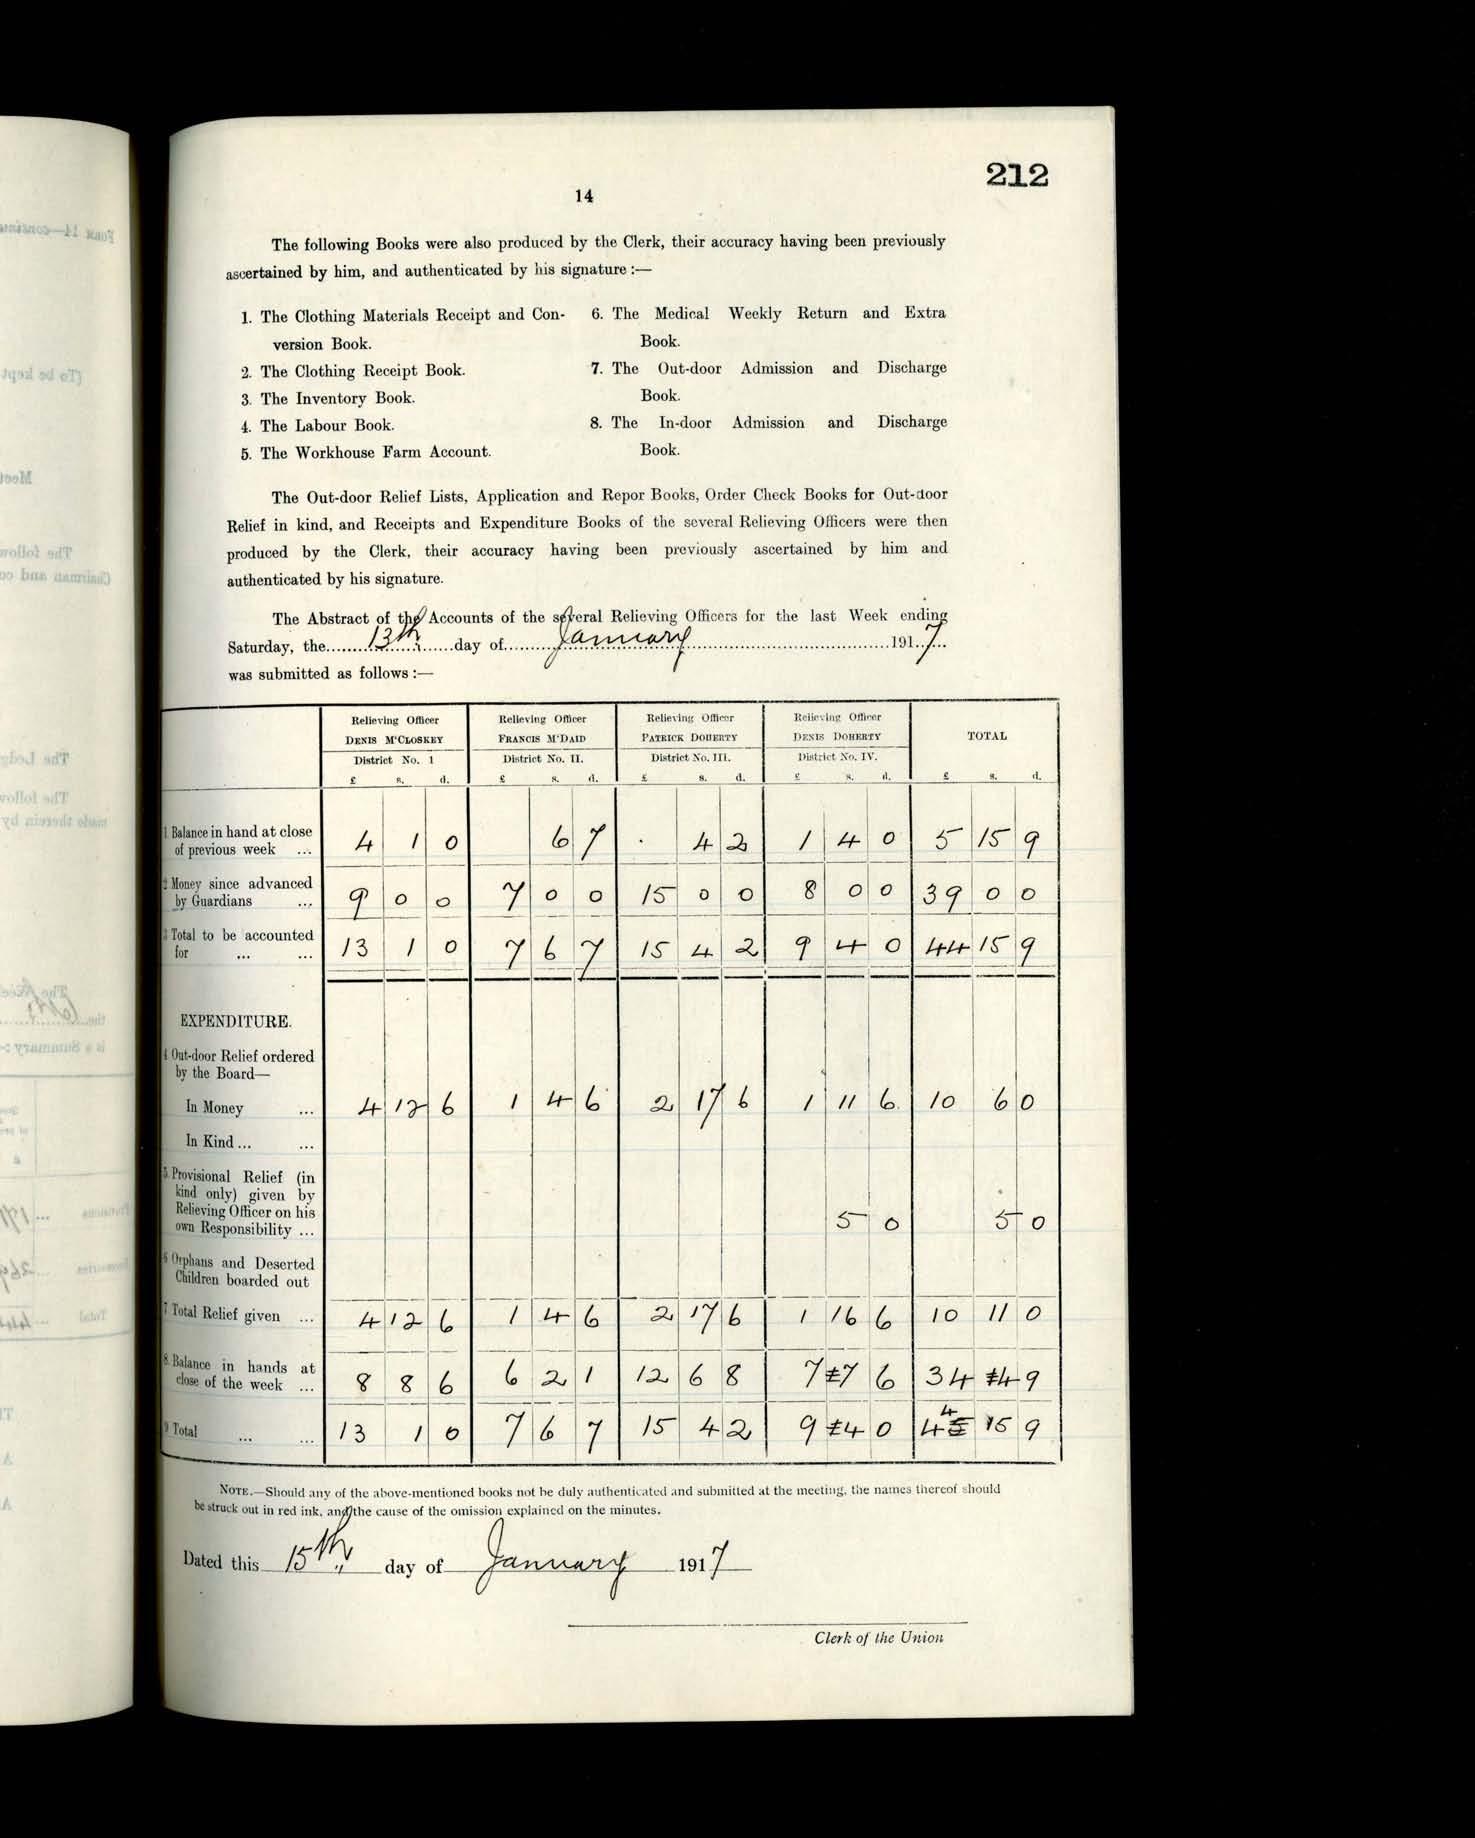 212
14
The following Books were also produced by the Clerk, their accuracy having been previously
ascertained by him, and authenticated by his signature :—
1. The Clothing Materials Receipt and Con-
version Book.
2. The Clothing Receipt Book.
3. The Inventory Book.
4. The Labour Book.
5. The Workhouse Farm Account.
6. The Medical Weekly Return and Extra
Book.
7. The Out-door Admission and Discharge
Book.
8. The In-door Admission and Discharge
Book.
The Out-door Relief Lists, Application and Repor Books, Order Check Books for Out-door
Relief in kind, and Receipts and Expenditure Books of the several Relieving Officers were then
produced by the Clerk, their accuracy having been previously ascertained by him and
authenticated by his signature.
The Abstract of the Accounts of the several Relieving Officers for the last Week ending
Saturday, the 13th day of January 1917
was submitted as follows :—
Relieving Officer Relieving Officer Relieving Officer Relieving Officer
DENIS M'CLOSKEY FRANCIS M'DAID PATRICK DOHERTY DENIS DOHERTY TOTAL
District No. 1 District No. II. District No. III. District No. IV.
£ s. d. £ s. d. £ s. d. £ s. d. £ s. d.
1 Balance in hand at close
of previous week ... 4 1 0 6 7 4 2 1 4 0 5 15 9
2 Money since advanced
by Guardians ... 9 0 0 7 0 0 15 0 0 8 0 0 39 0 0
3 Total to be accounted
for ... ... 13 1 0 7 6 7 15 4 2 9 4 0 44 15 9
EXPENDITURE.
4 Out-door Relief ordered
by the Board—
In Money ... 4 12 6 1 4 6 2 17 6 1 11 6 10 6 0
In Kind ... ...
5. Provisional Relief (in
kind only) given by
Relieving Officer on his
own Responsibility ... 5 0 5 0
6 Orphans and Deserted
Children boarded out
7 Total Relief given ... 4 12 6 1 4 6 2 17 6 1 16 6 10 11 0
8. Balance in hands at
close of the week ... 8 8 6 6 2 1 12 6 8 7 7 6 34 4 9
9 Total ... ... 13 1 0 7 6 7 15 4 2 9 4 0 44 15 9
NOTE.—Should any of the above-mentioned books not be duly authenticated and submitted at the meeting, the names thereof should
be struck out in red ink, and the cause of the omission explained on the minutes.
Dated this 15th day of January 1917
Clerk of the Union